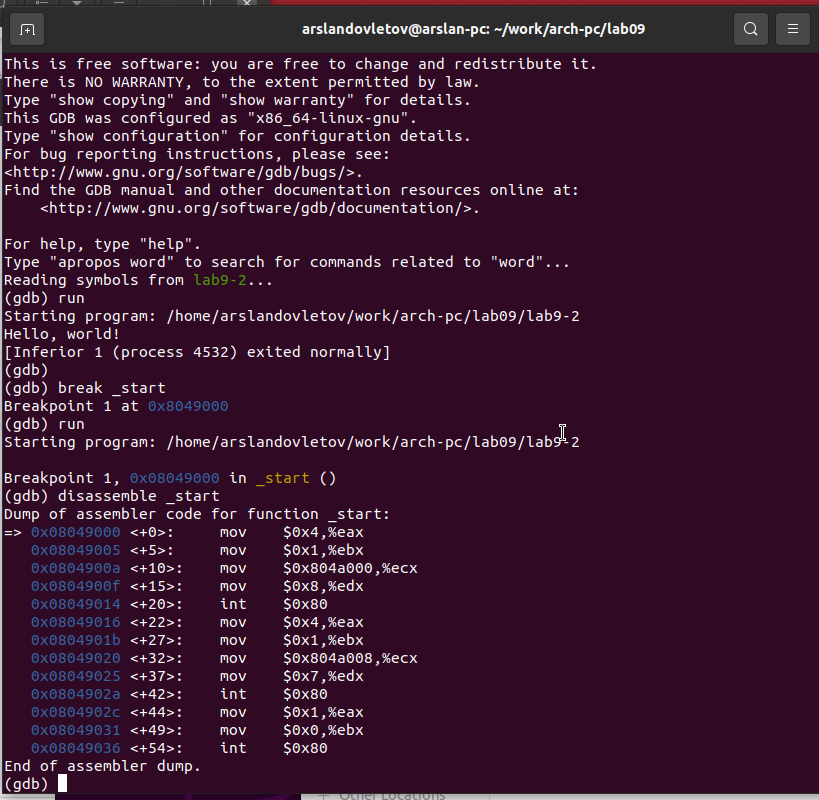 arslandovletov@arslan-pc: ~/work/arch-pc/lab09
This is free software: you are free to change and redistribute it.
There is NO WARRANTY, to the extent permitted by law.
Type "show copying" and "show warranty" for details.
This GDB was configured as "x86_64-linux-gnu".
Type "show configuration" for configuration details.
For bug reporting instructions, please see:
<http://www.gnu.org/software/gdb/bugs/>.
Find the GDB manual and other documentation resources online at:
    <http://www.gnu.org/software/gdb/documentation/>.
For help, type "help".
Type "apropos word" to search for commands related to "word"...
Reading symbols from lab9-2...
(gdb) run
Starting program: /home/arslandovletov/work/arch-pc/lab09/lab9-2
Hello, world!
[Inferior 1 (process 4532) exited normally]
(gdb)
(gdb) break _start
Breakpoint 1 at 0x8049000
(gdb) run
Starting program: /home/arslandovletov/work/arch-pc/lab09/lab9-2
Breakpoint 1, 0x08049000 in _start ()
(gdb) disassemble _start
Dump of assembler code for function _start:
=> 0x08049000 <+0>:     mov    $0x4,%eax
   0x08049005 <+5>:     mov    $0x1,%ebx
   0x0804900a <+10>:    mov    $0x804a000,%ecx
   0x0804900f <+15>:    mov    $0x8,%edx
   0x08049014 <+20>:    int    $0x80
   0x08049016 <+22>:    mov    $0x4,%eax
   0x0804901b <+27>:    mov    $0x1,%ebx
   0x08049020 <+32>:    mov    $0x804a008,%ecx
   0x08049025 <+37>:    mov    $0x7,%edx
   0x0804902a <+42>:    int    $0x80
   0x0804902c <+44>:    mov    $0x1,%eax
   0x08049031 <+49>:    mov    $0x0,%ebx
   0x08049036 <+54>:    int    $0x80
End of assembler dump.
(gdb)
+ Other Locations